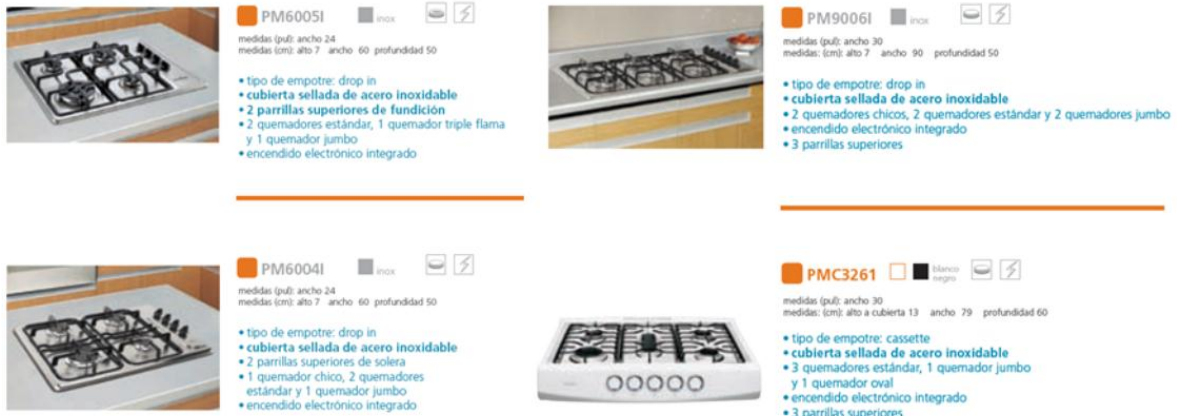 PM6005I inox
medidas (pul): ancho 24
medidas (cm): alto 7 ancho 60 profundidad 50
• tipo de empotre: drop in
• cubierta sellada de acero inoxidable
• 2 parrillas superiores de fundición
• 2 quemadores estándar, 1 quemador triple flama
y 1 quemador jumbo
• encendido electrónico integrado
PM9006I inox
medidas (pul): ancho 30
medidas: (cm): alto 7 ancho 90 profundidad 50
• tipo de empotre: drop in
• cubierta sellada de acero inoxidable
• 2 quemadores chicos, 2 quemadores estándar y 2 quemadores jumbo
• encendido electrónico integrado
• 3 parrillas superiores
PM6004I inox
medidas (pul): ancho 24
medidas (cm): alto 7 ancho 60 profundidad 50
• tipo de empotre: drop in
• cubierta sellada de acero inoxidable
• 2 parrillas superiores de solera
• 1 quemador chico, 2 quemadores
estándar y 1 quemador jumbo
• encendido electrónico integrado
PMC3261 blanco
negro
medidas (pul): ancho 30
medidas: (cm): alto a cubierta 13 ancho 79 profundidad 60
• tipo de empotre: cassette
• cubierta sellada de acero inoxidable
• 3 quemadores estándar, 1 quemador jumbo
y 1 quemador oval
• encendido electrónico integrado
• 3 parrillas superiores